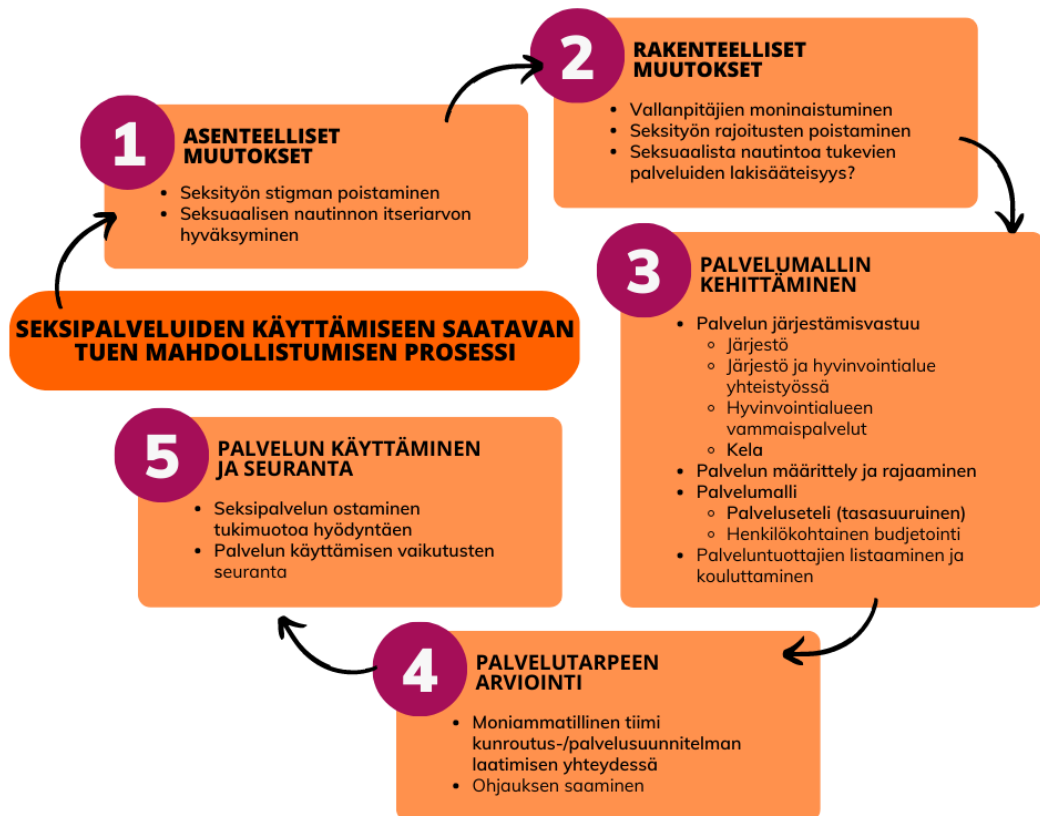 SEKSIPALVELUIDEN KÄYTTÄMISEEN SAATAVAN
TUEN MAHDOLLISTUMISEN PROSESSI
1
ASENTEELLISET
MUUTOKSET
• Seksityön stigman poistaminen
• Seksuaalisen nautinnon itseriarvon
hyväksyminen
2
RAKENTEELLISET
MUUTOKSET
• Vallanpitäjien moninaistuminen
• Seksityön rajoitusten poistaminen
• Seksuaalista nautintoa tukevien
palveluiden lakisääteisyys?
3
PALVELUMALLIN
KEHITTÄMINEN
• Palvelun järjestämisvastuu
◦ Järjestö
◦ Järjestö ja hyvinvointialue
yhteistyössä
◦ Hyvinvointialueen
vammaispalvelut
◦ Kela
• Palvelun määrittely ja rajaaminen
• Palvelumalli
◦ Palveluseteli (tasasuuruinen)
◦ Henkilökohtainen budjetointi
• Palveluntuottajien listaaminen ja
kouluttaminen
4
PALVELUTARPEEN
ARVIOINTI
• Moniammatillinen tiimi
kunroutus-/palvelusuunnitelman
laatimisen yhteydessä
• Ohjauksen saaminen
5
PALVELUN KÄYTTÄMINEN
JA SEURANTA
• Seksipalvelun ostaminen
tukimuotoa hyödyntäen
• Palvelun käyttämisen vaikutusten
seuranta